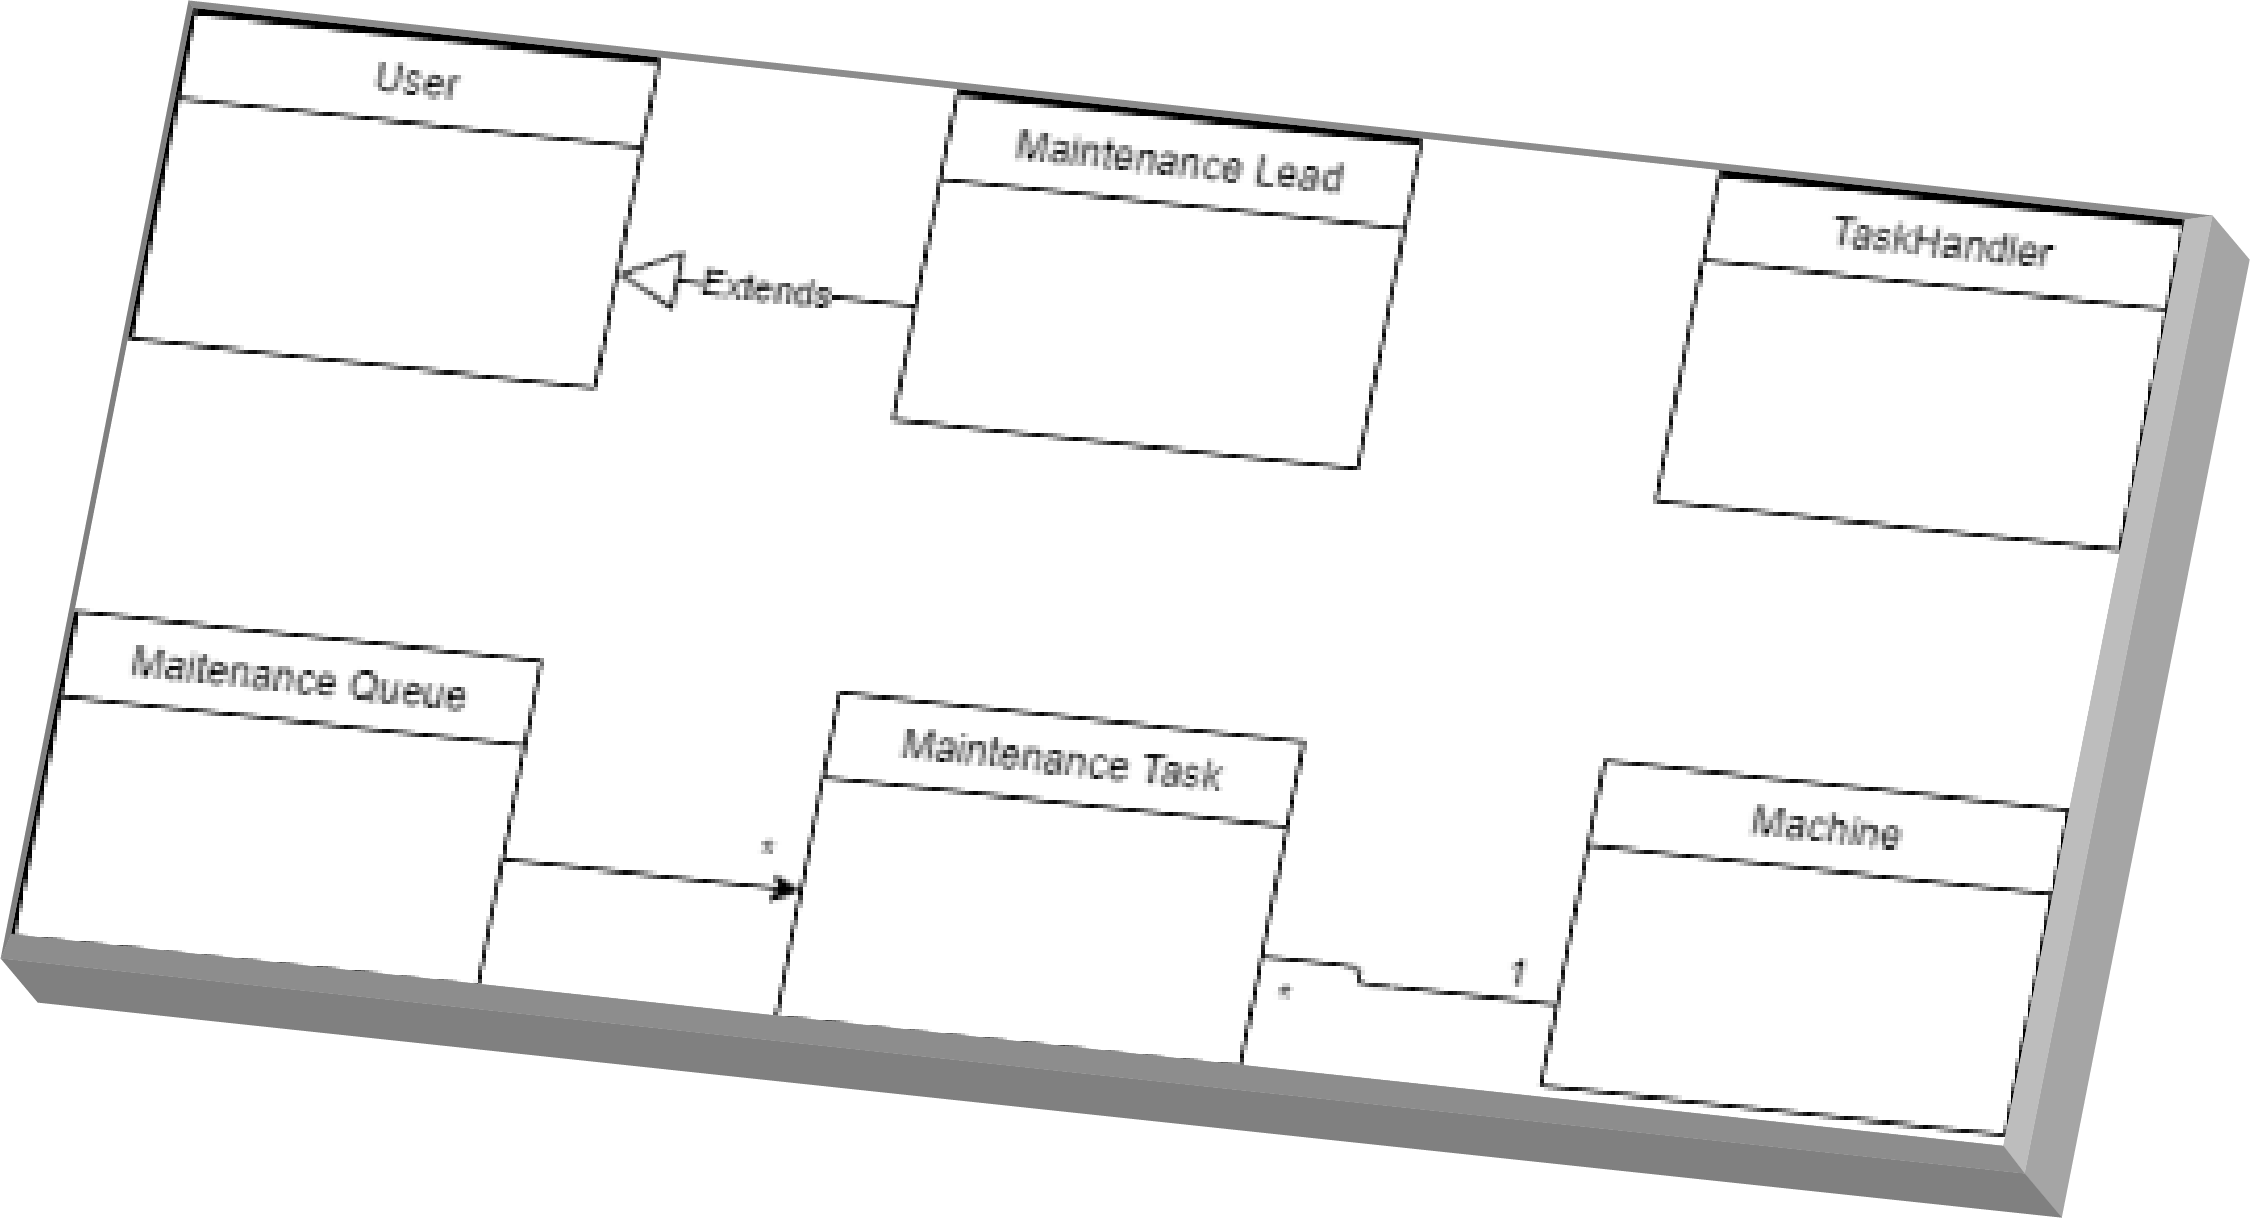 User
Maintenance Lead
TaskHandler
Extends
Maitenance Queue
Maintenance Task
Machine
*
*
1